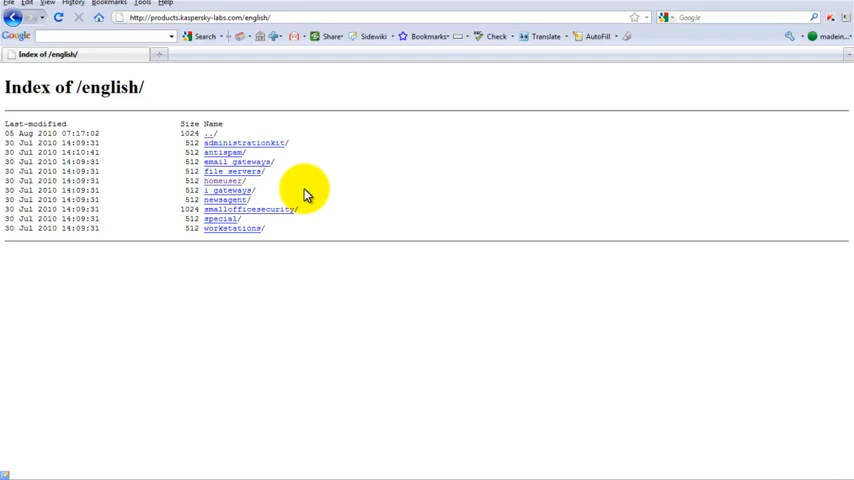 File Edit View History Bookmarks Tools Help
http://products.kaspersky-labs.com/english/
Google
Google Search Share Sidewiki Bookmarks Check Translate AutoFill madein...
Index of /english/
Index of /english/
Last-modified Size Name
05 Aug 2010 07:17:02 1024 ../
30 Jul 2010 14:09:31 512 administrationkit/
30 Jul 2010 14:10:41 512 antispam/
30 Jul 2010 14:09:31 512 email_gateways/
30 Jul 2010 14:09:31 512 file_servers/
30 Jul 2010 14:09:31 512 homeuser/
30 Jul 2010 14:09:31 512 i_gateways/
30 Jul 2010 14:09:31 512 newsagent/
30 Jul 2010 14:09:31 1024 smallofficesecurity/
30 Jul 2010 14:09:31 512 special/
30 Jul 2010 14:09:31 512 workstations/